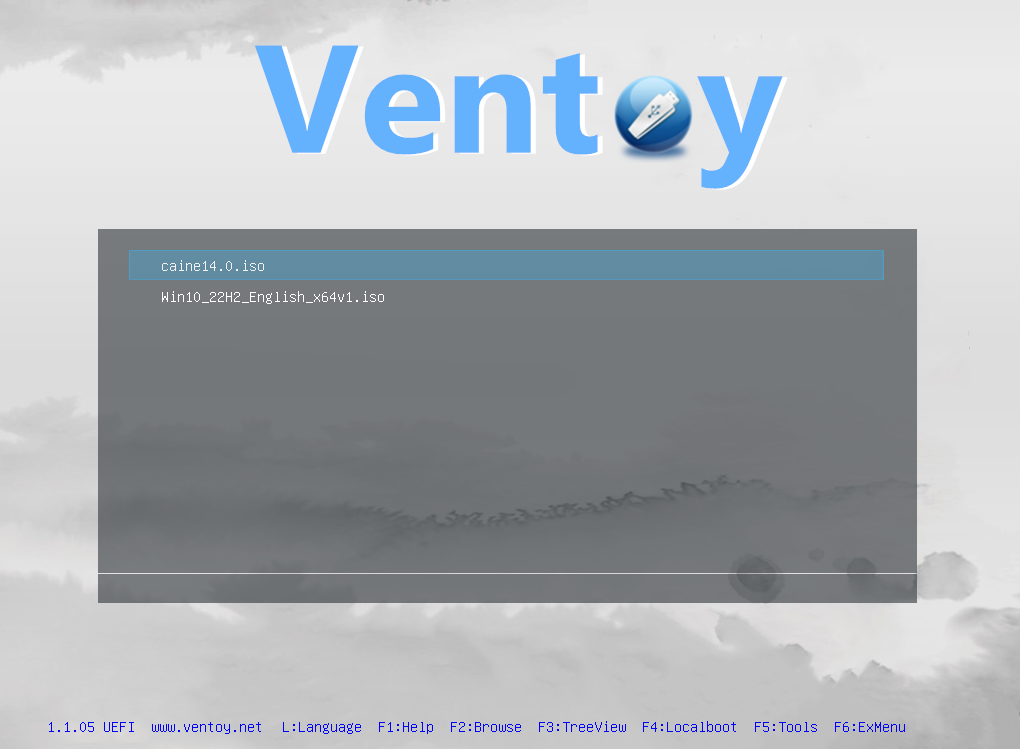 Ventoy
caine14.0.iso
Win10_22H2_English_x64v1.iso
1.1.05 UEFI www.ventoy.net L:Language F1:Help F2:Browse F3:TreeView F4:Localboot F5:Tools F6:ExMenu